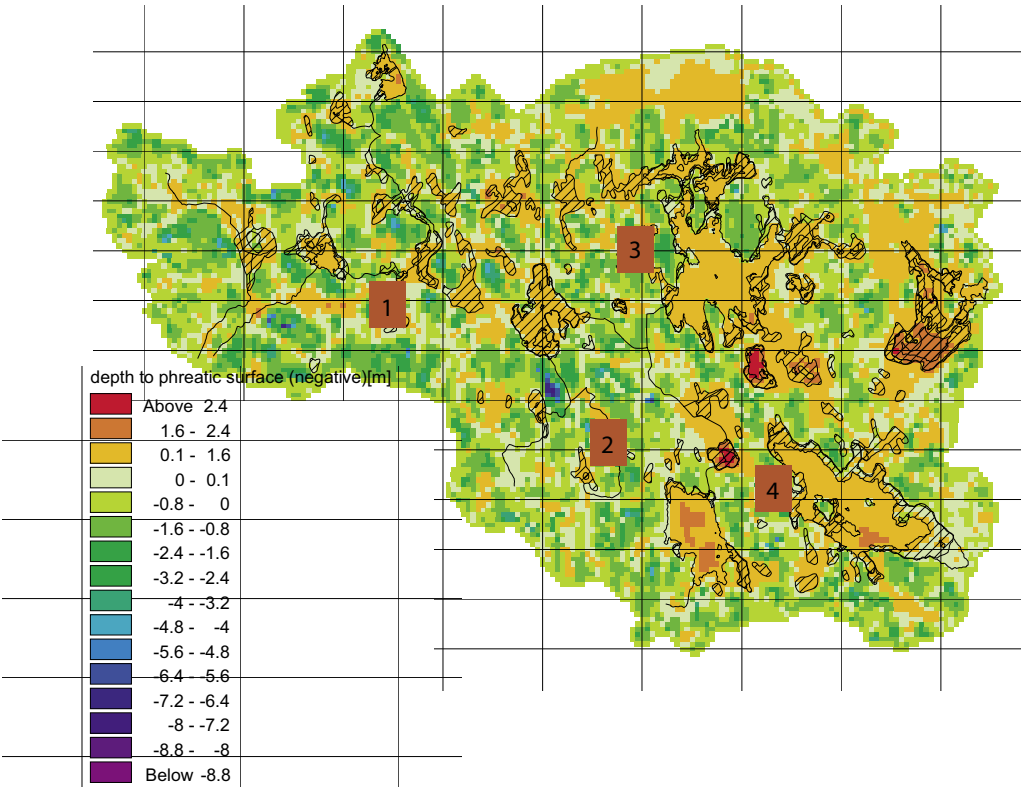 3
1
2
4
depth to phreatic surface (negative)[m]
Above 2.4
1.6 - 2.4
0.1 - 1.6
0 - 0.1
-0.8 - 0
-1.6 - -0.8
-2.4 - -1.6
-3.2 - -2.4
-4 - -3.2
-4.8 - -4
-5.6 - -4.8
-6.4 - -5.6
-7.2 - -6.4
-8 - -7.2
-8.8 - -8
Below -8.8